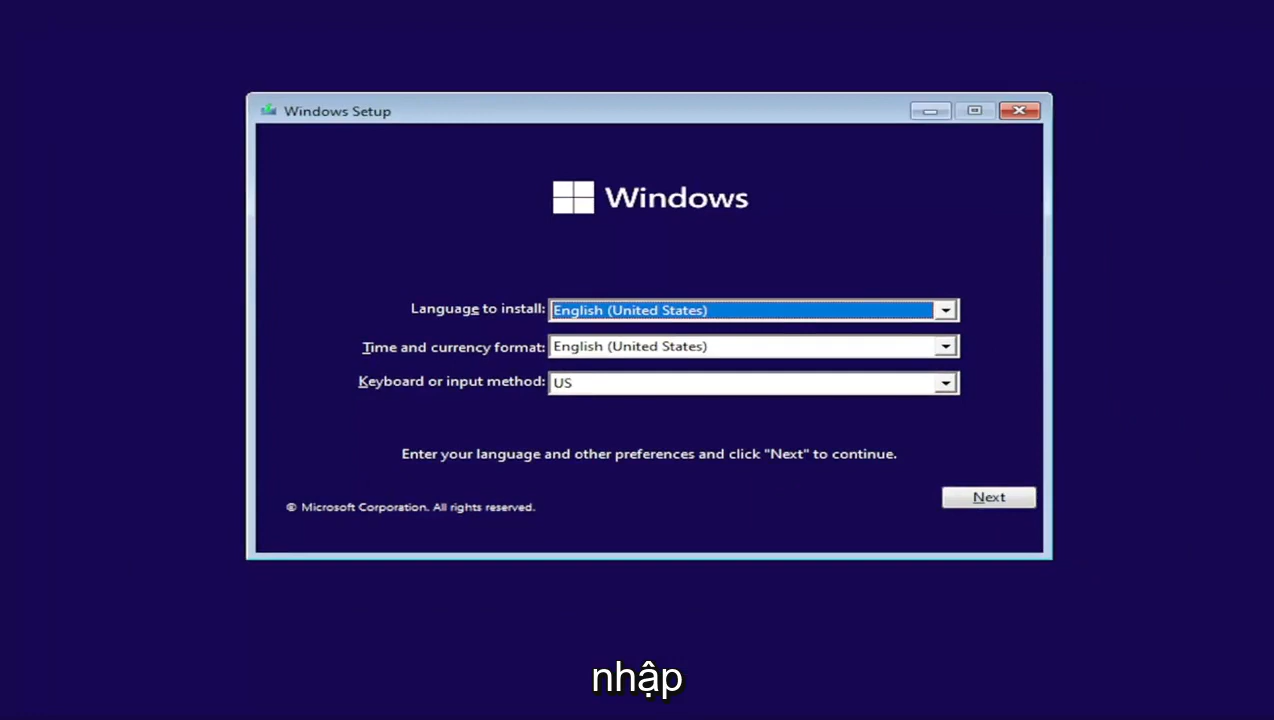 Windows Setup
Windows
Language to install: English (United States)
Time and currency format: English (United States)
Keyboard or input method: US
Enter your language and other preferences and click "Next" to continue.
© Microsoft Corporation. All rights reserved.
Next
nhập